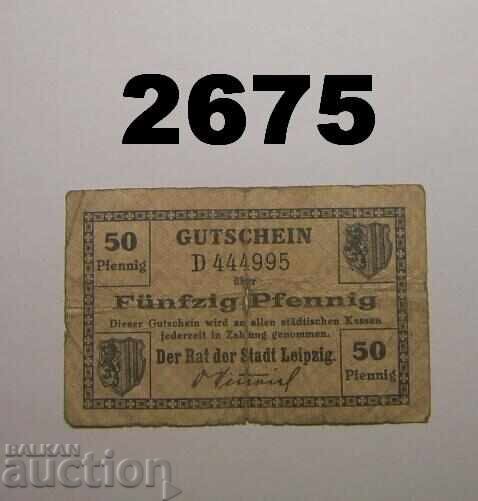 2675
50
Pfennig
GUTSCHEIN
D 444995
über
Fünfzig Pfennig
Dieser Gutschein wird an allen städtischen Kassen
jederzeit in Zahlung genommen.
Der Rat der Stadt Leipzig.
50
Pfennig
BALKAN
auction